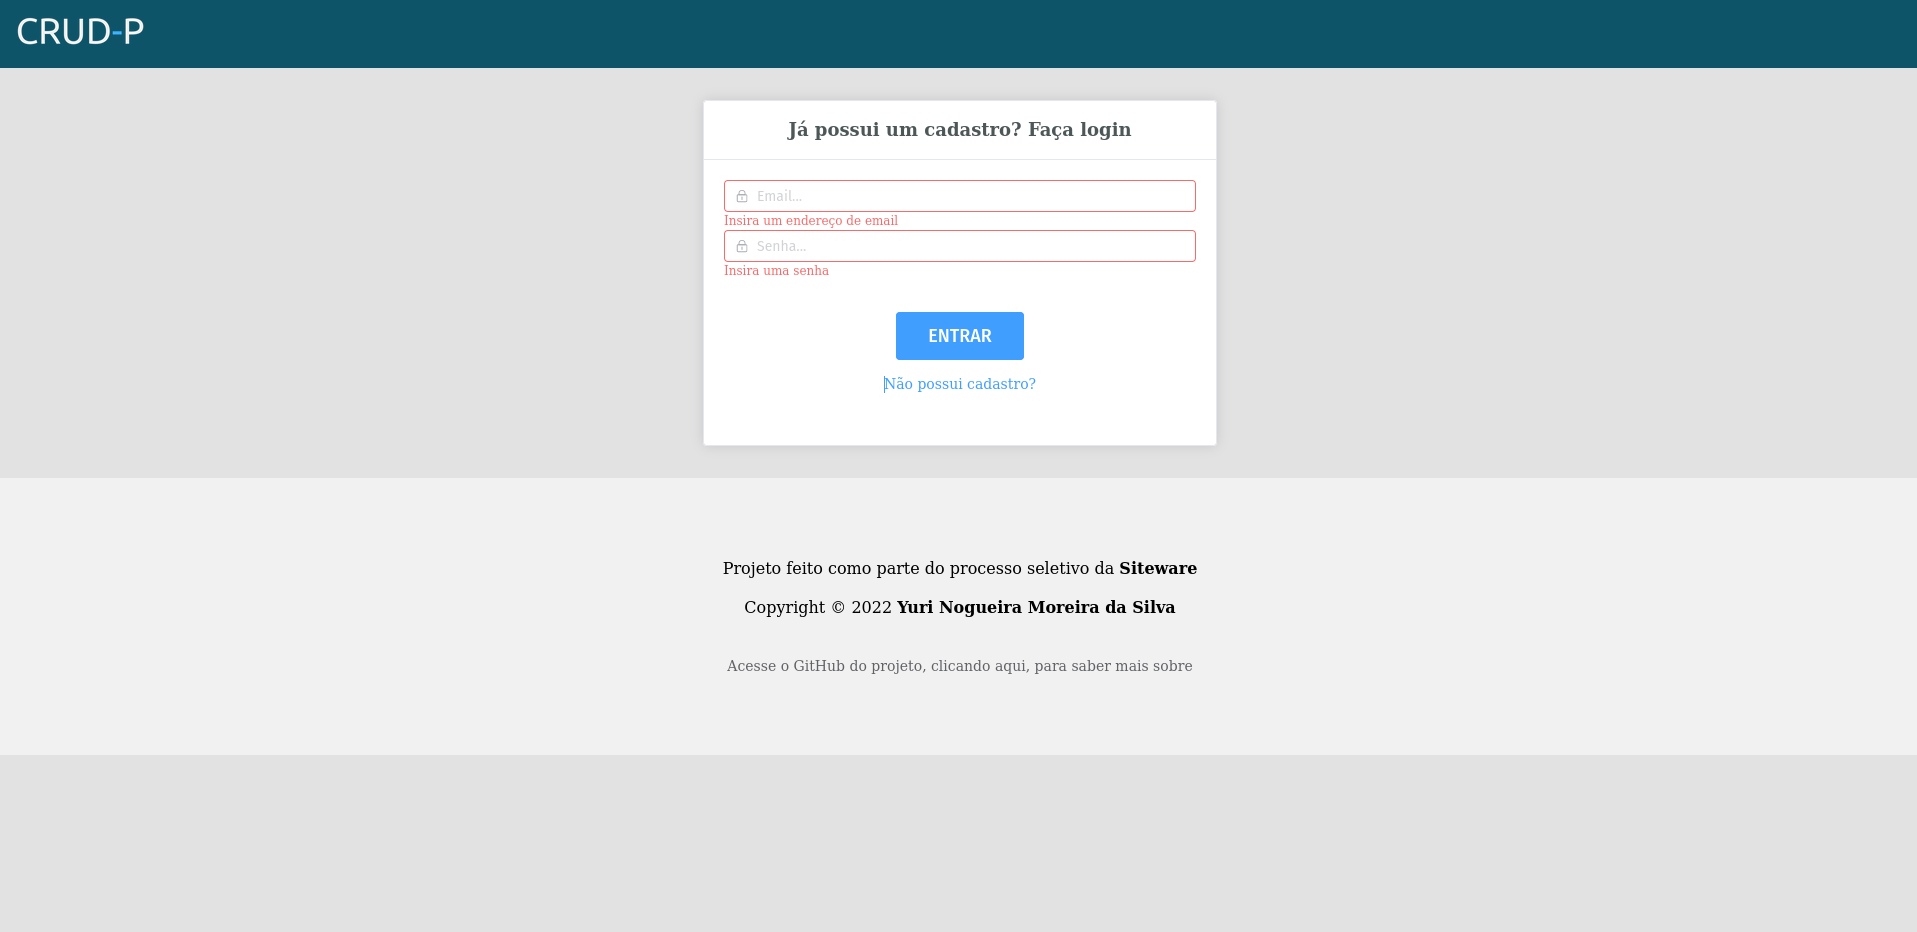 CRUD-P
Já possui um cadastro? Faça login
Email...
Insira um endereço de email
Senha...
Insira uma senha
ENTRAR
Não possui cadastro?
Projeto feito como parte do processo seletivo da Siteware
Copyright © 2022 Yuri Nogueira Moreira da Silva
Acesse o GitHub do projeto, clicando aqui, para saber mais sobre